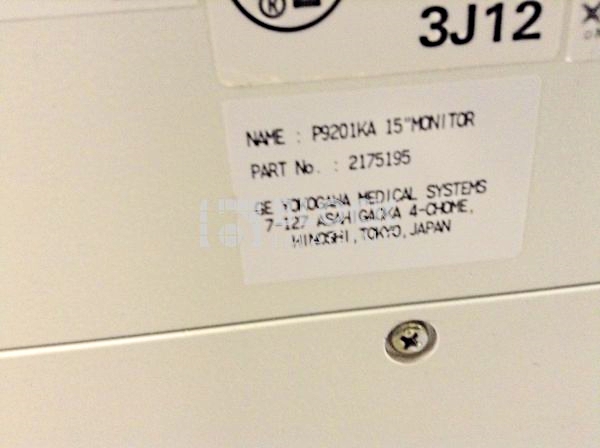 3J12
NAME : P9201KA 15"MONITOR
PART No. : 2175195
GE YOKOGAWA MEDICAL SYSTEMS
7-127 ASAHIGAOKA 4-CHOME,
HINOSHI,TOKYO,JAPAN